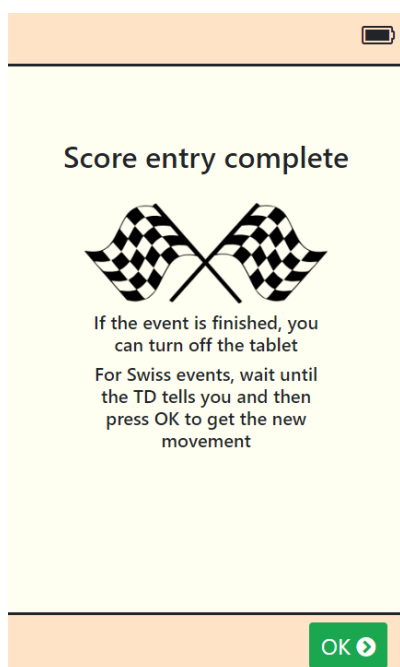 Score entry complete
If the event is finished, you
can turn off the tablet
For Swiss events, wait until
the TD tells you and then
press OK to get the new
movement
OK